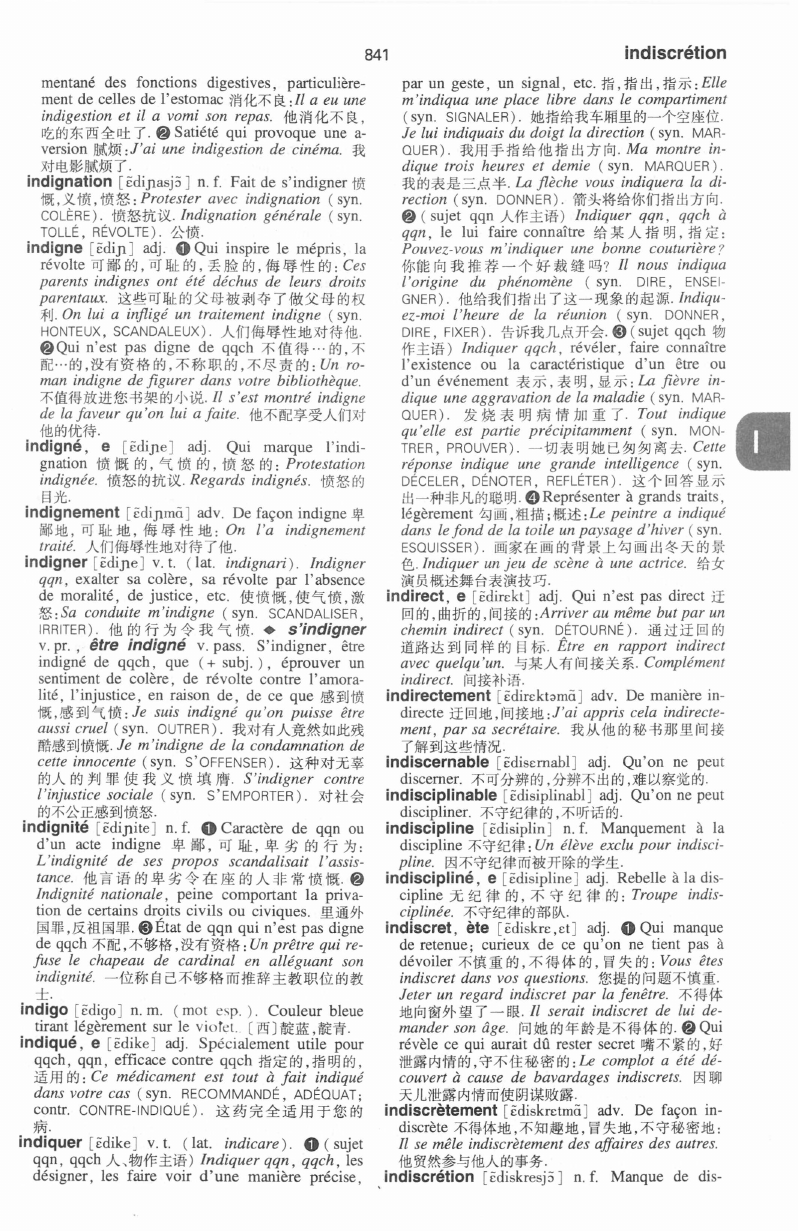 841
indiscrétion
mentané des fonctions digestives, particulière-
ment de celles de l'estomac 消化不良:Il a eu une
indigestion et il a vomi son repas. 他消化不良,
吃的东西全吐了. ❷ Satiété qui provoque une a-
version 腻烦:J'ai une indigestion de cinéma. 我
对电影腻烦了.
indignation [ɛ̃diɲasjɔ̃] n. f. Fait de s'indigner 愤
慨,义愤,愤怒: Protester avec indignation (syn.
COLÈRE). 愤怒抗议. Indignation générale (syn.
TOLLÉ, RÉVOLTE). 公愤.
indigne [ɛ̃diɲ] adj. ❶ Qui inspire le mépris, la
révolte 可鄙的,可耻的,丢脸的,侮辱性的: Ces
parents indignes ont été déchus de leurs droits
parentaux. 这些可耻的父母被剥夺了做父母的权
利. On lui a infligé un traitement indigne (syn.
HONTEUX, SCANDALEUX). 人们侮辱性地对待他.
❷ Qui n'est pas digne de qqch 不值得…的,不
配…的,没有资格的,不称职的,不尽责的: Un ro-
man indigne de figurer dans votre bibliothèque.
不值得放进您书架的小说. Il s'est montré indigne
de la faveur qu'on lui a faite. 他不配享受人们对
他的优待.
indigné, e [ɛ̃diɲe] adj. Qui marque l'indi-
gnation 愤慨的,气愤的,愤怒的: Protestation
indignée. 愤怒的抗议. Regards indignés. 愤怒的
目光.
indignement [ɛ̃diɲmɑ̃] adv. De façon indigne 卑
鄙地,可耻地,侮辱性地: On l'a indignement
traité. 人们侮辱性地对待了他.
indigner [ɛ̃diɲe] v. t. (lat. indignari). Indigner
qqn, exalter sa colère, sa révolte par l'absence
de moralité, de justice, etc. 使愤慨,使气愤,激
怒:Sa conduite m'indigne (syn. SCANDALISER,
IRRITER). 他的行为令我气愤. ◆ s'indigner
v. pr. , être indigné v. pass. S'indigner, être
indigné de qqch, que (+ subj. ), éprouver un
sentiment de colère, de révolte contre l'amora-
lité, l'injustice, en raison de, de ce que 感到愤
慨,感到气愤: Je suis indigné qu'on puisse être
aussi cruel (syn. OUTRER). 我对有人竟然如此残
酷感到愤慨. Je m'indigne de la condamnation de
cette innocente (syn. S'OFFENSER). 这种对无辜
的人的判罪使我义愤填膺. S'indigner contre
l'injustice sociale (syn. S'EMPORTER). 对社会
的不公正感到愤怒.
indignité [ɛ̃diɲite] n. f. ❶ Caractère de qqn ou
d'un acte indigne 卑鄙,可耻,卑劣的行为:
L'indignité de ses propos scandalisait l'assis-
tance. 他言语的卑劣令在座的人非常愤慨. ❷
Indignité nationale, peine comportant la priva-
tion de certains droits civils ou civiques. 里通外
国罪,反祖国罪. ❸ État de qqn qui n'est pas digne
de qqch 不配,不够格,没有资格:Un prêtre qui re-
fuse le chapeau de cardinal en alléguant son
indignité. 一位称自己不够格而推辞主教职位的教
士.
indigo [ɛ̃digo] n. m. (mot esp. ). Couleur bleue
tirant légèrement sur le violet. [西]靛蓝,靛青.
indiqué, e [ɛ̃dike] adj. Spécialement utile pour
qqch, qqn, efficace contre qqch 指定的,指明的,
适用的: Ce médicament est tout à fait indiqué
dans votre cas (syn. RECOMMANDÉ, ADÉQUAT;
contr. CONTRE-INDIQUÉ). 这药完全适用于您的
病.
indiquer [ɛ̃dike] v. t. (lat. indicare). ❶ (sujet
qqn, qqch 人、物作主语) Indiquer qqn, qqch, les
désigner, les faire voir d'une manière précise,
par un geste, un signal, etc. 指,指出,指示:Elle
m'indiqua une place libre dans le compartiment
(syn. SIGNALER). 她指给我车厢里的一个空座位.
Je lui indiquais du doigt la direction (syn. MAR-
QUER). 我用手指给他指出方向. Ma montre in-
dique trois heures et demie (syn. MARQUER).
我的表是三点半. La flèche vous indiquera la di-
rection (syn. DONNER). 箭头将给你们指出方向.
❷ (sujet qqn 人作主语) Indiquer qqn, qqch à
qqn, le lui faire connaître 给某人指明,指定:
Pouvez-vous m'indiquer une bonne couturière?
你能向我推荐一个好裁缝吗? Il nous indiqua
l'origine du phénomène (syn. DIRE, ENSEI-
GNER). 他给我们指出了这一现象的起源. Indiqu-
ez-moi l'heure de la réunion (syn. DONNER,
DIRE, FIXER). 告诉我几点开会. ❸ (sujet qqch 物
作主语) Indiquer qqch, révéler, faire connaître
l'existence ou la caractéristique d'un être ou
d'un événement 表示,表明,显示: La fièvre in-
dique une aggravation de la maladie (syn. MAR-
QUER). 发烧表明病情加重了. Tout indique
qu'elle est partie précipitamment (syn. MON-
TRER, PROUVER). 一切表明她已匆匆离去. Cette
réponse indique une grande intelligence (syn.
DÉCELER, DÉNOTER, REFLÉTER). 这个回答显示
出一种非凡的聪明. ❹ Représenter à grands traits,
légèrement 勾画,粗描;概述:Le peintre a indiqué
dans le fond de la toile un paysage d'hiver (syn.
ESQUISSER). 画家在画的背景上勾画出冬天的景
色. Indiquer un jeu de scène à une actrice. 给女
演员概述舞台表演技巧.
indirect, e [ɛ̃dirɛkt] adj. Qui n'est pas direct 迂
回的,曲折的,间接的:Arriver au même but par un
chemin indirect (syn. DÉTOURNÉ). 通过迂回的
道路达到同样的目标. Être en rapport indirect
avec quelqu'un. 与某人有间接关系. Complément
indirect. 间接补语.
indirectement [ɛ̃dirɛktəmɑ̃] adv. De manière in-
directe 迂回地,间接地:J'ai appris cela indirecte-
ment, par sa secrétaire. 我从他的秘书那里间接
了解到这些情况.
indiscernable [ɛ̃disɛrnabl] adj. Qu'on ne peut
discerner. 不可分辨的,分辨不出的,难以察觉的.
indisciplinable [ɛ̃disiplinabl] adj. Qu'on ne peut
discipliner. 不守纪律的,不听话的.
indiscipline [ɛ̃disiplin] n. f. Manquement à la
discipline 不守纪律:Un élève exclu pour indisci-
pline. 因不守纪律而被开除的学生.
indiscipliné, e [ɛ̃disipline] adj. Rebelle à la dis-
cipline 无纪律的,不守纪律的: Troupe indis-
ciplinée. 不守纪律的部队.
indiscret, ète [ɛ̃diskre,ɛt] adj. ❶ Qui manque
de retenue; curieux de ce qu'on ne tient pas à
dévoiler 不慎重的,不得体的,冒失的: Vous êtes
indiscret dans vos questions. 您提的问题不慎重.
Jeter un regard indiscret par la fenêtre. 不得体
地向窗外望了一眼. Il serait indiscret de lui de-
mander son âge. 问她的年龄是不得体的. ❷ Qui
révèle ce qui aurait dû rester secret 嘴不紧的,好
泄露内情的,守不住秘密的:Le complot a été dé-
couvert à cause de bavardages indiscrets. 因聊
天儿泄露内情而使阴谋败露.
indiscrètement [ɛ̃diskrɛtmɑ̃] adv. De façon in-
discrète 不得体地,不知趣地,冒失地,不守秘密地:
Il se mêle indiscrètement des affaires des autres.
他贸然参与他人的事务.
indiscrétion [ɛ̃diskresjɔ̃] n. f. Manque de dis-
I